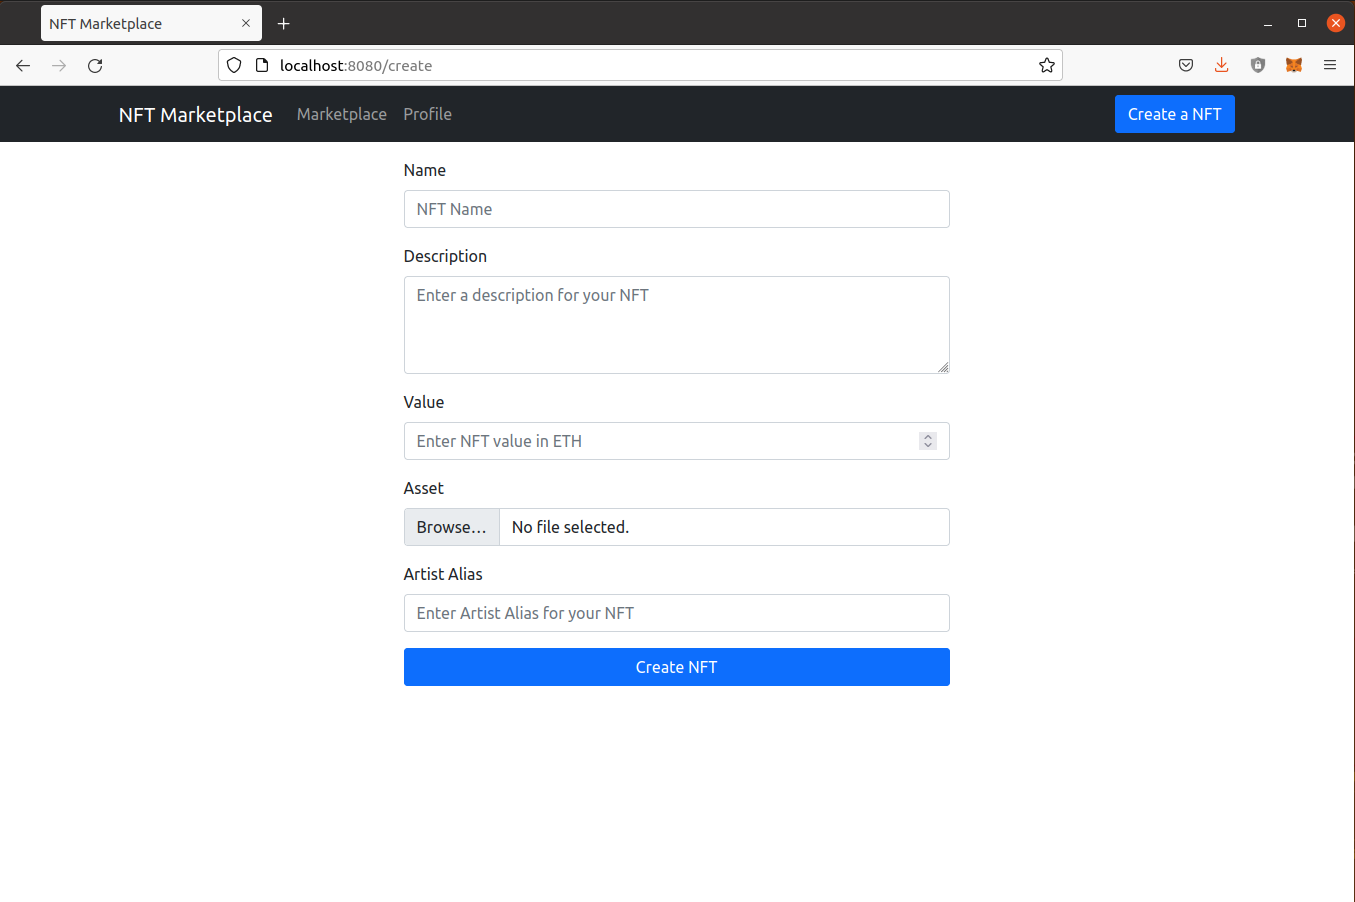 NFT Marketplace
localhost:8080/create
NFT Marketplace Marketplace Profile Create a NFT
Name
NFT Name
Description
Enter a description for your NFT
Value
Enter NFT value in ETH
Asset
Browse... No file selected.
Artist Alias
Enter Artist Alias for your NFT
Create NFT